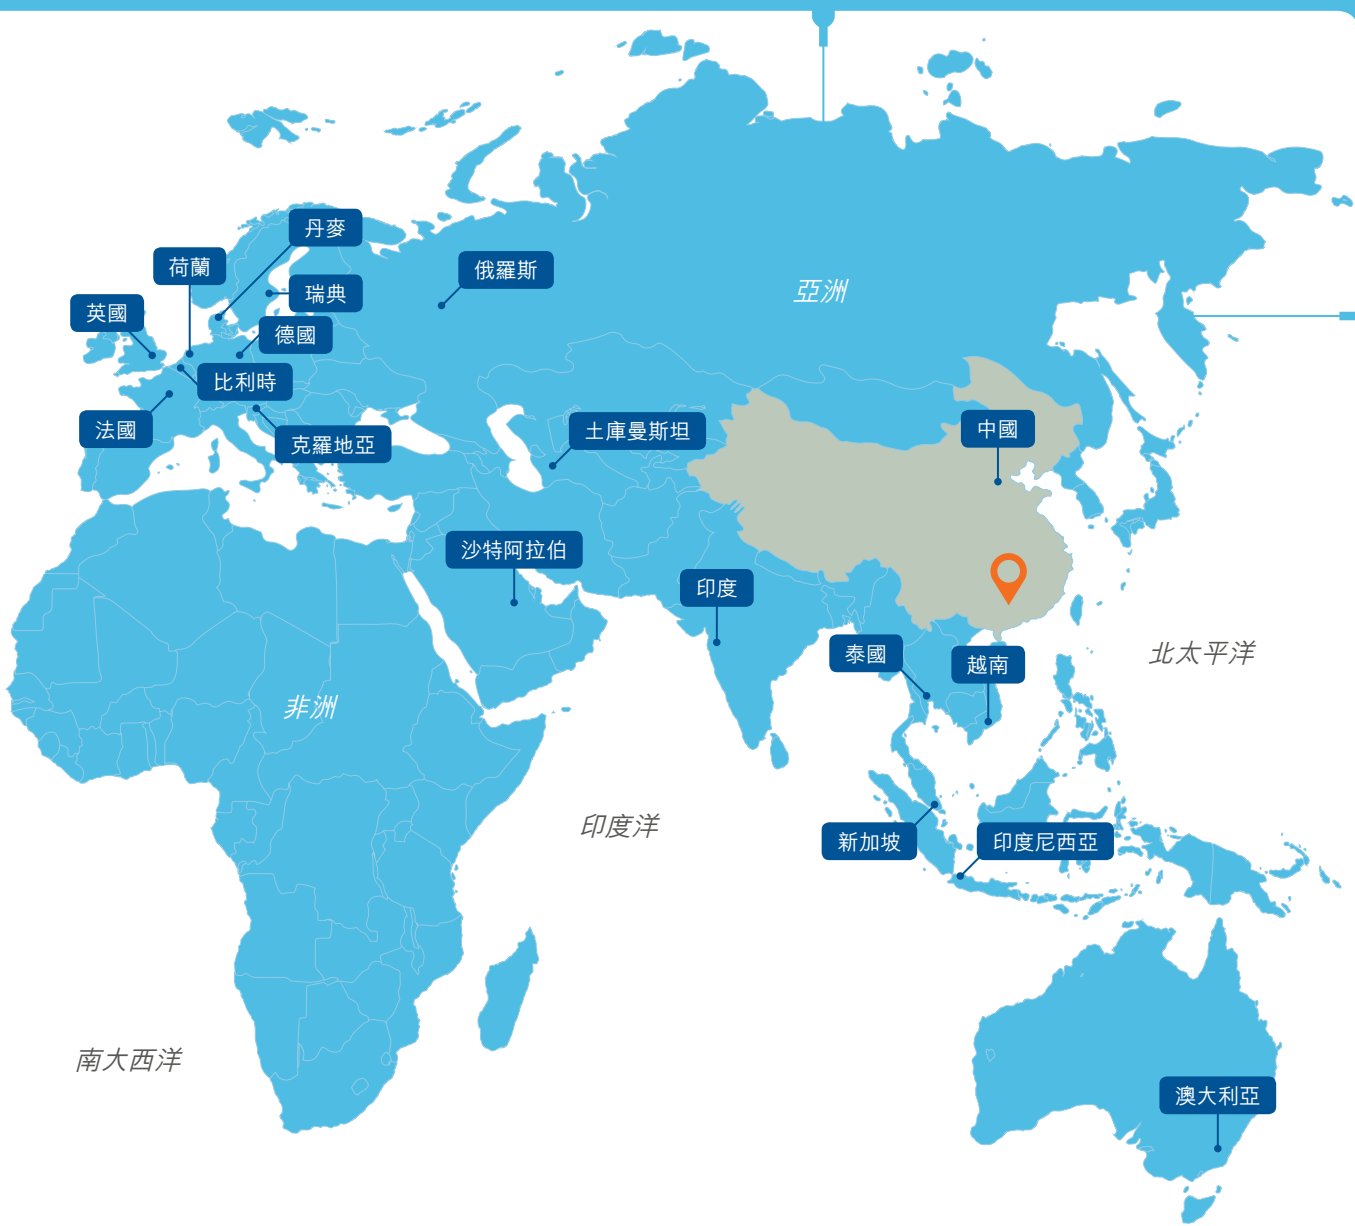 丹麥
荷蘭
俄羅斯
亞洲
瑞典
英國
德國
比利時
法國
克羅地亞
土庫曼斯坦
中國
沙特阿拉伯
印度
泰國
越南
北太平洋
非洲
印度洋
新加坡
印度尼西亞
南大西洋
澳大利亞